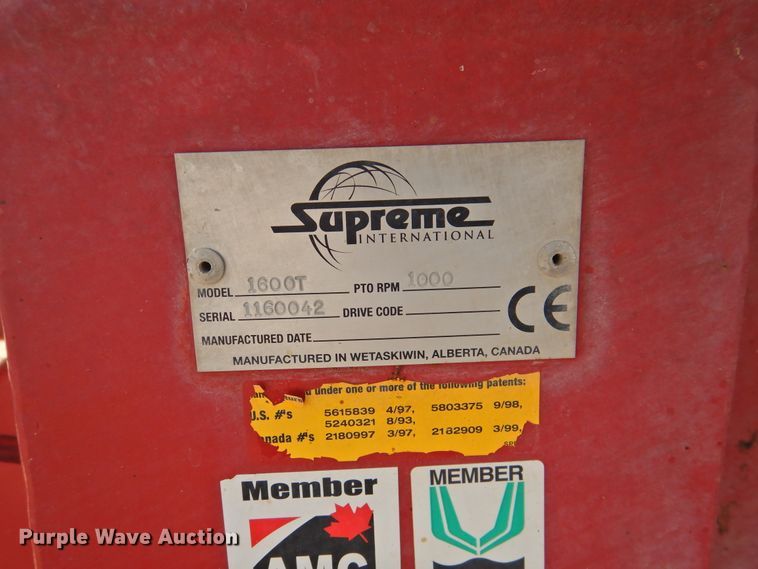 Supreme
INTERNATIONAL
MODEL 1600T PTO RPM 1000
SERIAL 1160042 DRIVE CODE
MANUFACTURED DATE
CE
MANUFACTURED IN WETASKIWIN, ALBERTA, CANADA
under one or more of the following patents:
U.S. #'s 5615839 4/97, 5803375 9/98,
5240321 8/93,
anada #'s 2180997 3/97, 2182909 3/99,
Member
AMC
MEMBER
Purple Wave Auction